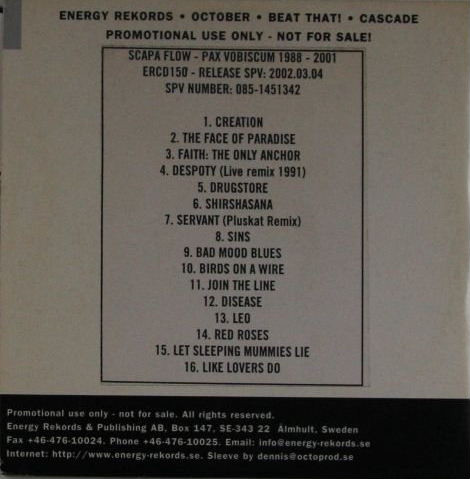 ENERGY REKORDS • OCTOBER • BEAT THAT! • CASCADE
PROMOTIONAL USE ONLY - NOT FOR SALE!
SCAPA FLOW - PAX VOBISCUM 1988 - 2001
ERCD150 - RELEASE SPV: 2002.03.04
SPV NUMBER: 085-1451342
1. CREATION
2. THE FACE OF PARADISE
3. FAITH: THE ONLY ANCHOR
4. DESPOTY (Live remix 1991)
5. DRUGSTORE
6. SHIRSHASANA
7. SERVANT (Pluskat Remix)
8. SINS
9. BAD MOOD BLUES
10. BIRDS ON A WIRE
11. JOIN THE LINE
12. DISEASE
13. LEO
14. RED ROSES
15. LET SLEEPING MUMMIES LIE
16. LIKE LOVERS DO
Promotional use only - not for sale. All rights reserved.
Energy Rekords & Publishing AB, Box 147, SE-343 22 Älmhult, Sweden
Fax +46-476-10024. Phone +46-476-10025. Email: info@energy-rekords.se
Internet: http://www.energy-rekords.se. Sleeve by dennis@octoprod.se